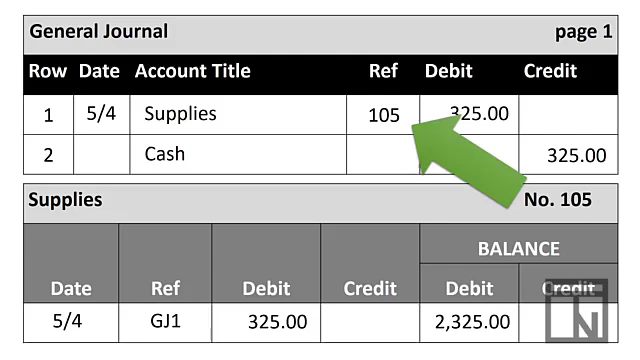 General Journal page 1
Row Date Account Title Ref Debit Credit
1 5/4 Supplies 105 325.00
2 Cash 325.00
Supplies No. 105
BALANCE
Date Ref Debit Credit Debit Credit
5/4 GJ1 325.00 2,325.00